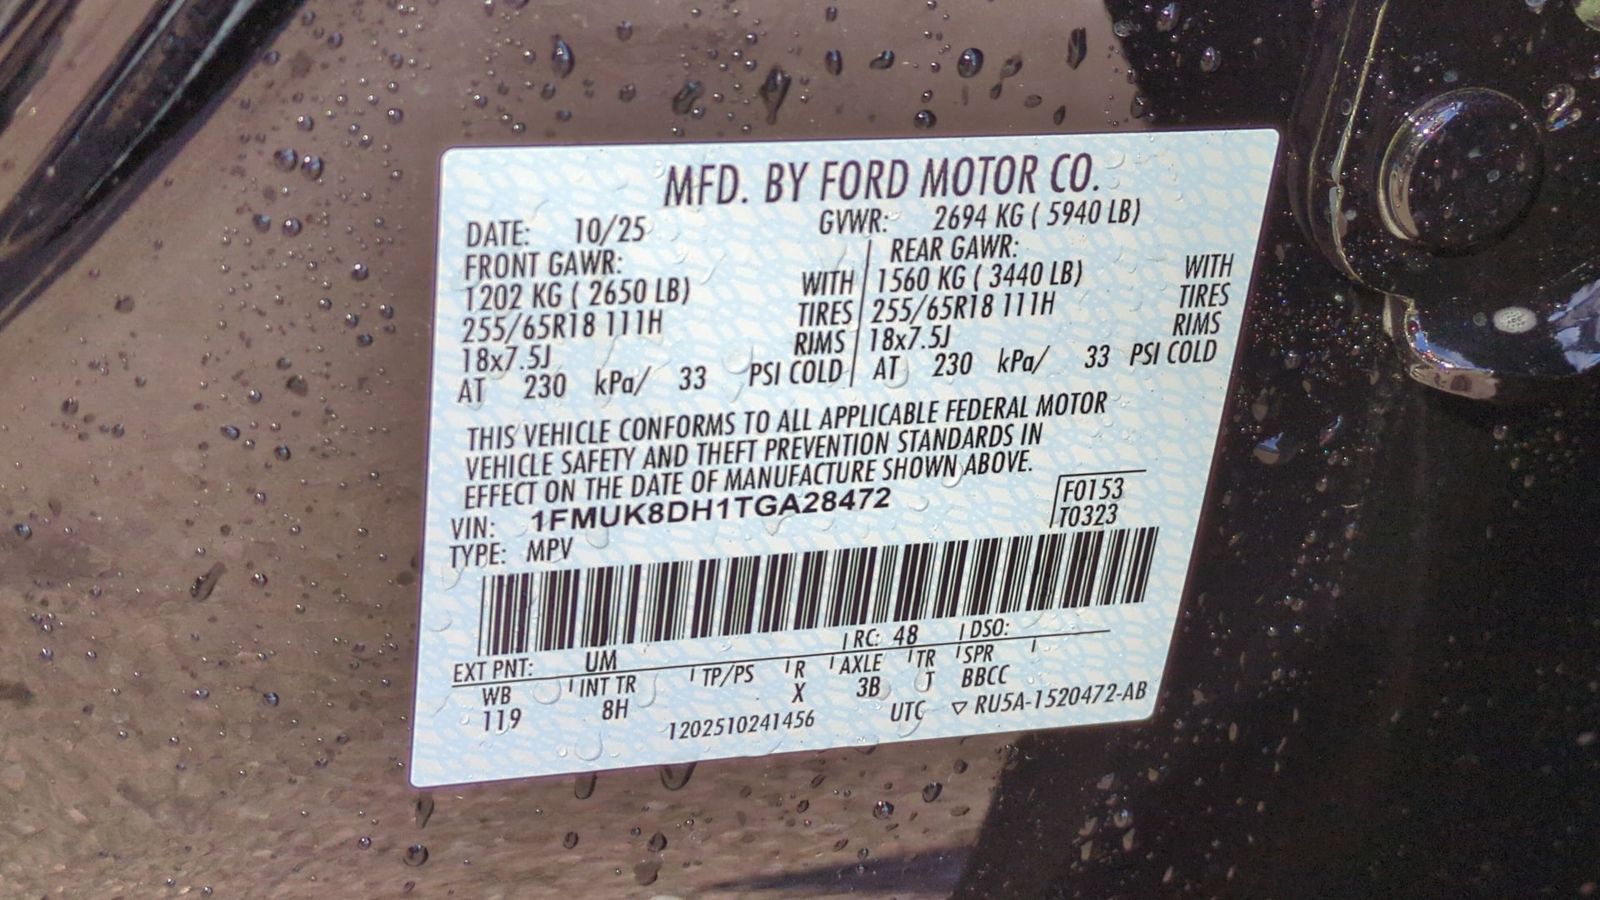 MFD. BY FORD MOTOR CO.
DATE: 10/25 GVWR: 2694 KG ( 5940 LB)
FRONT GAWR: REAR GAWR:
1202 KG ( 2650 LB) WITH 1560 KG ( 3440 LB) WITH
255/65R18 111H TIRES 255/65R18 111H TIRES
18x7.5J RIMS 18x7.5J RIMS
AT 230 kPa/ 33 PSI COLD AT 230 kPa/ 33 PSI COLD
THIS VEHICLE CONFORMS TO ALL APPLICABLE FEDERAL MOTOR
VEHICLE SAFETY AND THEFT PREVENTION STANDARDS IN
EFFECT ON THE DATE OF MANUFACTURE SHOWN ABOVE.
VIN: 1FMUK8DH1TGA28472 F0153
TYPE: MPV T0323
EXT PNT: UM RC: 48 DSO:
WB INT TR TP/PS R AXLE TR SPR
119 8H X 3B J BBCC
1202510241456 UTC ▽ RU5A-1520472-AB